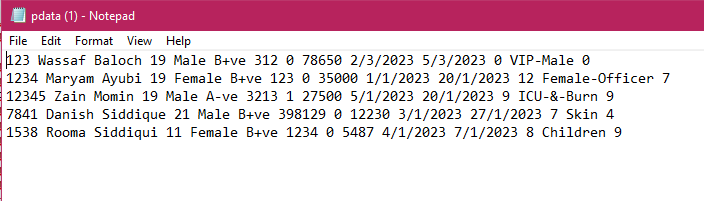 pdata (1) - Notepad
File Edit Format View Help
123 Wassaf Baloch 19 Male B+ve 312 0 78650 2/3/2023 5/3/2023 0 VIP-Male 0
1234 Maryam Ayubi 19 Female B+ve 123 0 35000 1/1/2023 20/1/2023 12 Female-Officer 7
12345 Zain Momin 19 Male A-ve 3213 1 27500 5/1/2023 20/1/2023 9 ICU-&-Burn 9
7841 Danish Siddique 21 Male B+ve 398129 0 12230 3/1/2023 27/1/2023 7 Skin 4
1538 Rooma Siddiqui 11 Female B+ve 1234 0 5487 4/1/2023 7/1/2023 8 Children 9